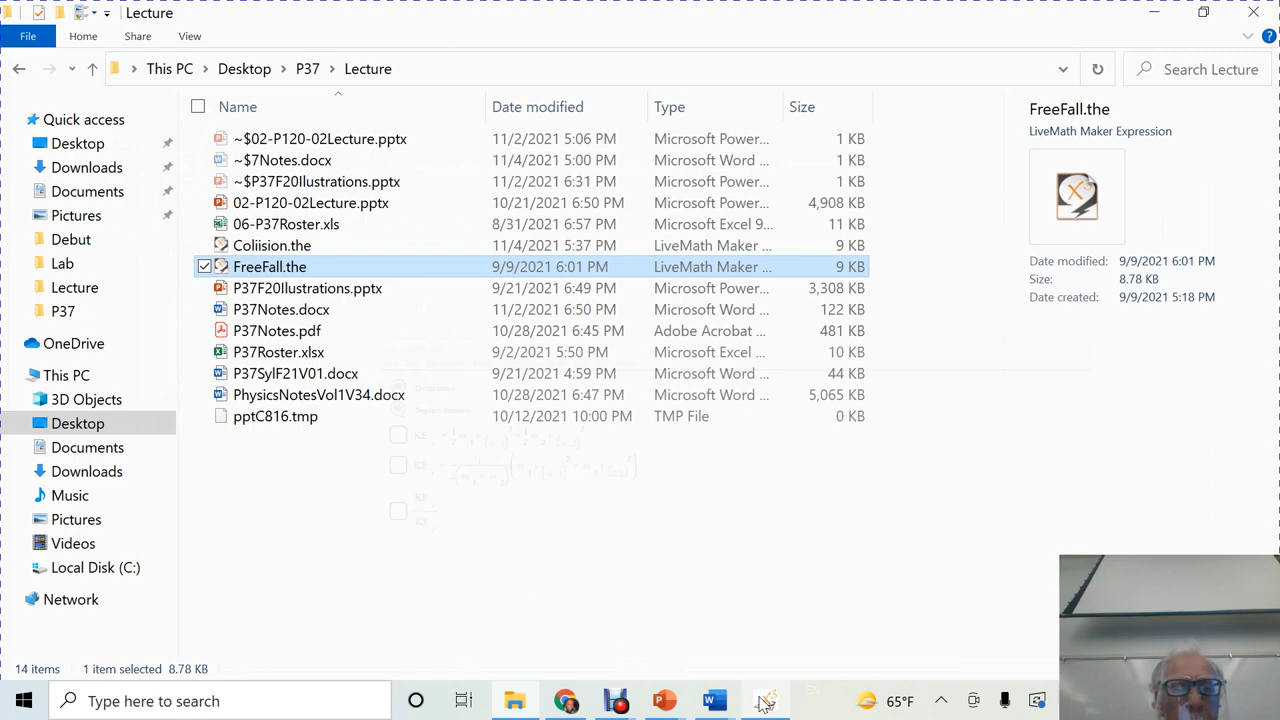 Lecture
File Home Share View
This PC Desktop P37 Lecture
Search Lecture
Name Date modified Type Size
~$02-P120-02Lecture.pptx 11/2/2021 5:06 PM Microsoft Power... 1 KB
~$7Notes.docx 11/4/2021 5:00 PM Microsoft Word ... 1 KB
~$P37F20Ilustrations.pptx 11/2/2021 6:31 PM Microsoft Power... 1 KB
02-P120-02Lecture.pptx 10/21/2021 6:50 PM Microsoft Power... 4,908 KB
06-P37Roster.xls 8/31/2021 6:57 PM Microsoft Excel 9... 11 KB
Coliision.the 11/4/2021 5:37 PM LiveMath Maker ... 9 KB
FreeFall.the 9/9/2021 6:01 PM LiveMath Maker ... 9 KB
P37F20Ilustrations.pptx 9/21/2021 6:49 PM Microsoft Power... 3,308 KB
P37Notes.docx 11/2/2021 6:50 PM Microsoft Word ... 122 KB
P37Notes.pdf 10/28/2021 6:45 PM Adobe Acrobat ... 481 KB
P37Roster.xlsx 9/2/2021 5:50 PM Microsoft Excel ... 10 KB
P37SylF21V01.docx 9/21/2021 4:59 PM Microsoft Word ... 44 KB
PhysicsNotesVol1V34.docx 10/28/2021 6:47 PM Microsoft Word ... 5,065 KB
pptC816.tmp 10/12/2021 10:00 PM TMP File 0 KB
Quick access
Desktop
Downloads
Documents
Pictures
Debut
Lab
Lecture
P37
OneDrive
This PC
3D Objects
Desktop
Documents
Downloads
Music
Pictures
Videos
Local Disk (C:)
Network
FreeFall.the
LiveMath Maker Expression
Date modified: 9/9/2021 6:01 PM
Size: 8.78 KB
Date created: 9/9/2021 5:18 PM
14 items 1 item selected 8.78 KB
Type here to search
65°F